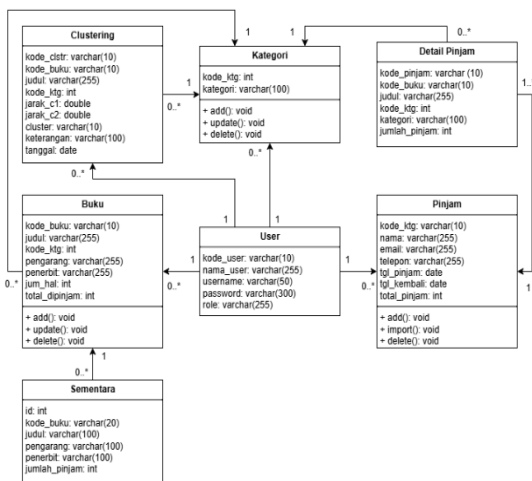 Clustering
kode_clstr: varchar(10)
kode_buku: varchar(10)
judul: varchar(255)
kode_ktg: int
jarak_c1: double
jarak_c2: double
cluster: varchar(10)
keterangan: varchar(100)
tanggal: date
Kategori
kode_ktg: int
kategori: varchar(100)
+ add(): void
+ update(): void
+ delete(): void
Detail Pinjam
kode_pinjam: varchar (10)
kode_buku: varchar(10)
judul: varchar(255)
kode_ktg: int
kategori: varchar(100)
jumlah_pinjam: int
1
1
0..*
1
0..*
1..
0..*
0..*
1
1
Buku
kode_buku: varchar(10)
judul: varchar(255)
kode_ktg: int
pengarang: varchar(255)
penerbit: varchar(255)
jum_hal: int
total_dipinjam: int
+ add(): void
+ update(): void
+ delete(): void
User
kode_user: varchar(10)
nama_user: varchar(255)
username: varchar(50)
password: varchar(300)
role: varchar(255)
Pinjam
kode_ktg: varchar(10)
nama: varchar(255)
email: varchar(255)
telepon: varchar(255)
tgl_pinjam: date
tgl_kembali: date
total_pinjam: int
+ add(): void
+ import(): void
+ delete(): void
1
1
0..*
0..*
0..*
1
1
0..*
Sementara
id: int
kode_buku: varchar(20)
judul: varchar(100)
pengarang: varchar(100)
penerbit: varchar(100)
jumlah_pinjam: int